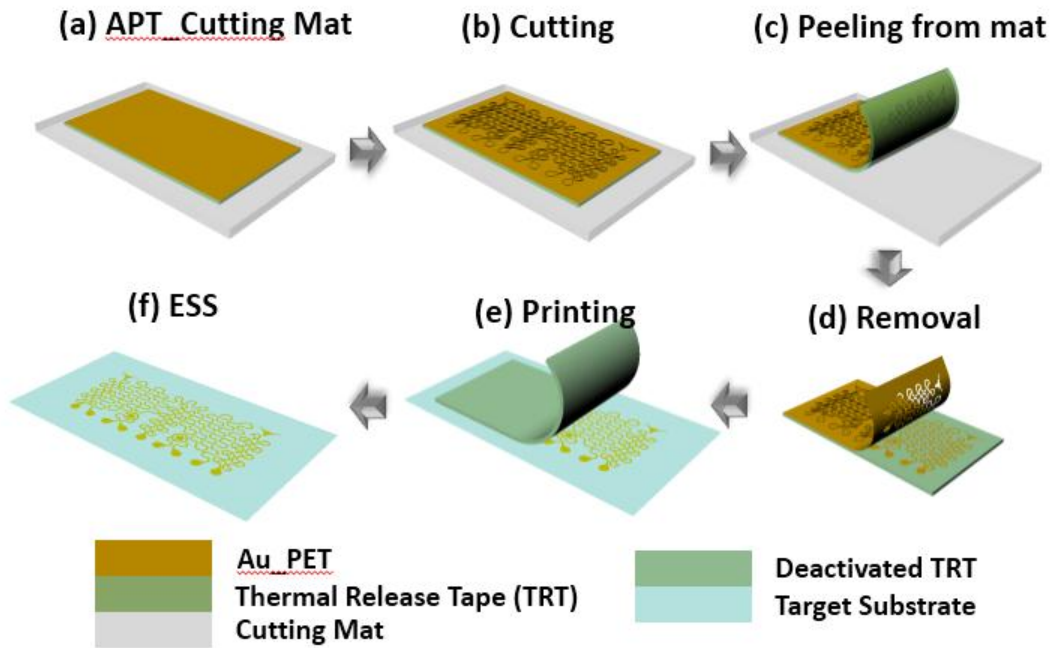 (a) APT_Cutting Mat
(b) Cutting
(c) Peeling from mat
(f) ESS
(e) Printing
(d) Removal
Au_PET
Thermal Release Tape (TRT)
Cutting Mat
Deactivated TRT
Target Substrate